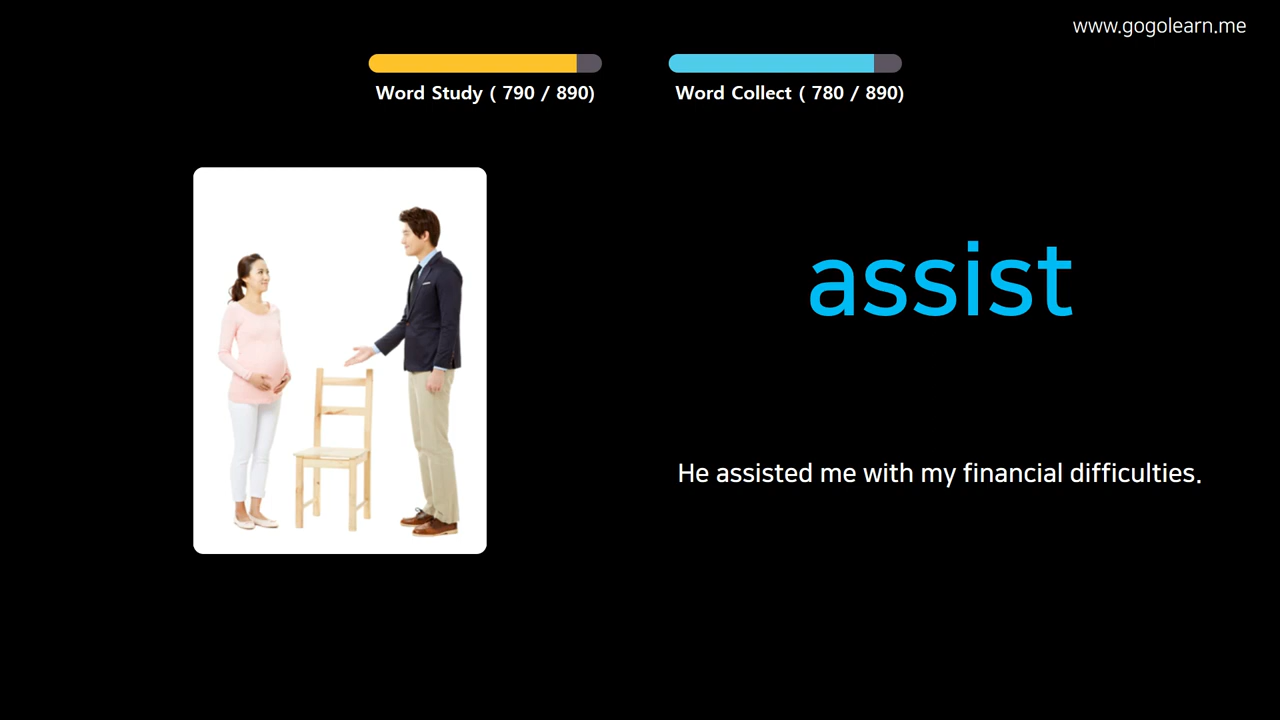 www.gogolearn.me
Word Study ( 790 / 890)
Word Collect ( 780 / 890)
assist
He assisted me with my financial difficulties.